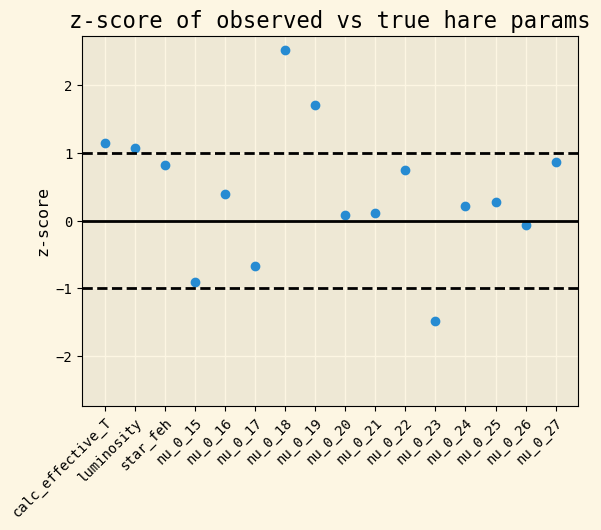 z-score of observed vs true hare params
z-score
2
1
0
−1
−2
calc_effective_T
luminosity
star_feh
nu_0_15
nu_0_16
nu_0_17
nu_0_18
nu_0_19
nu_0_20
nu_0_21
nu_0_22
nu_0_23
nu_0_24
nu_0_25
nu_0_26
nu_0_27